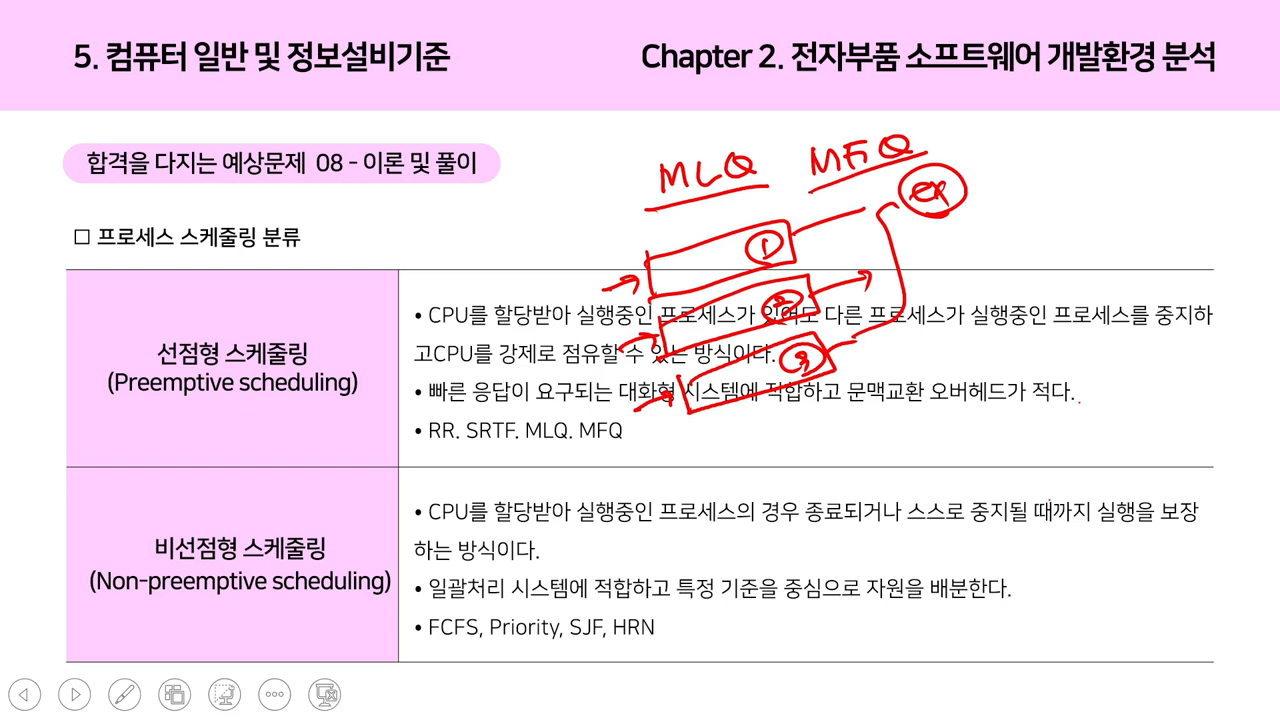 5. 컴퓨터 일반 및 정보설비기준
Chapter 2. 전자부품 소프트웨어 개발환경 분석
합격을 다지는 예상문제 08 - 이론 및 풀이
MLQ MFQ
□ 프로세스 스케줄링 분류
1
2
3
선점형 스케줄링
(Preemptive scheduling)
• CPU를 할당받아 실행중인 프로세스가 있어도 다른 프로세스가 실행중인 프로세스를 중지하
고CPU를 강제로 점유할 수 있는 방식이다.
• 빠른 응답이 요구되는 대화형 시스템에 적합하고 문맥교환 오버헤드가 적다.
• RR, SRTF, MLQ, MFQ
비선점형 스케줄링
(Non-preemptive scheduling)
• CPU를 할당받아 실행중인 프로세스의 경우 종료되거나 스스로 중지될 때까지 실행을 보장
하는 방식이다.
• 일괄처리 시스템에 적합하고 특정 기준을 중심으로 자원을 배분한다.
• FCFS, Priority, SJF, HRN